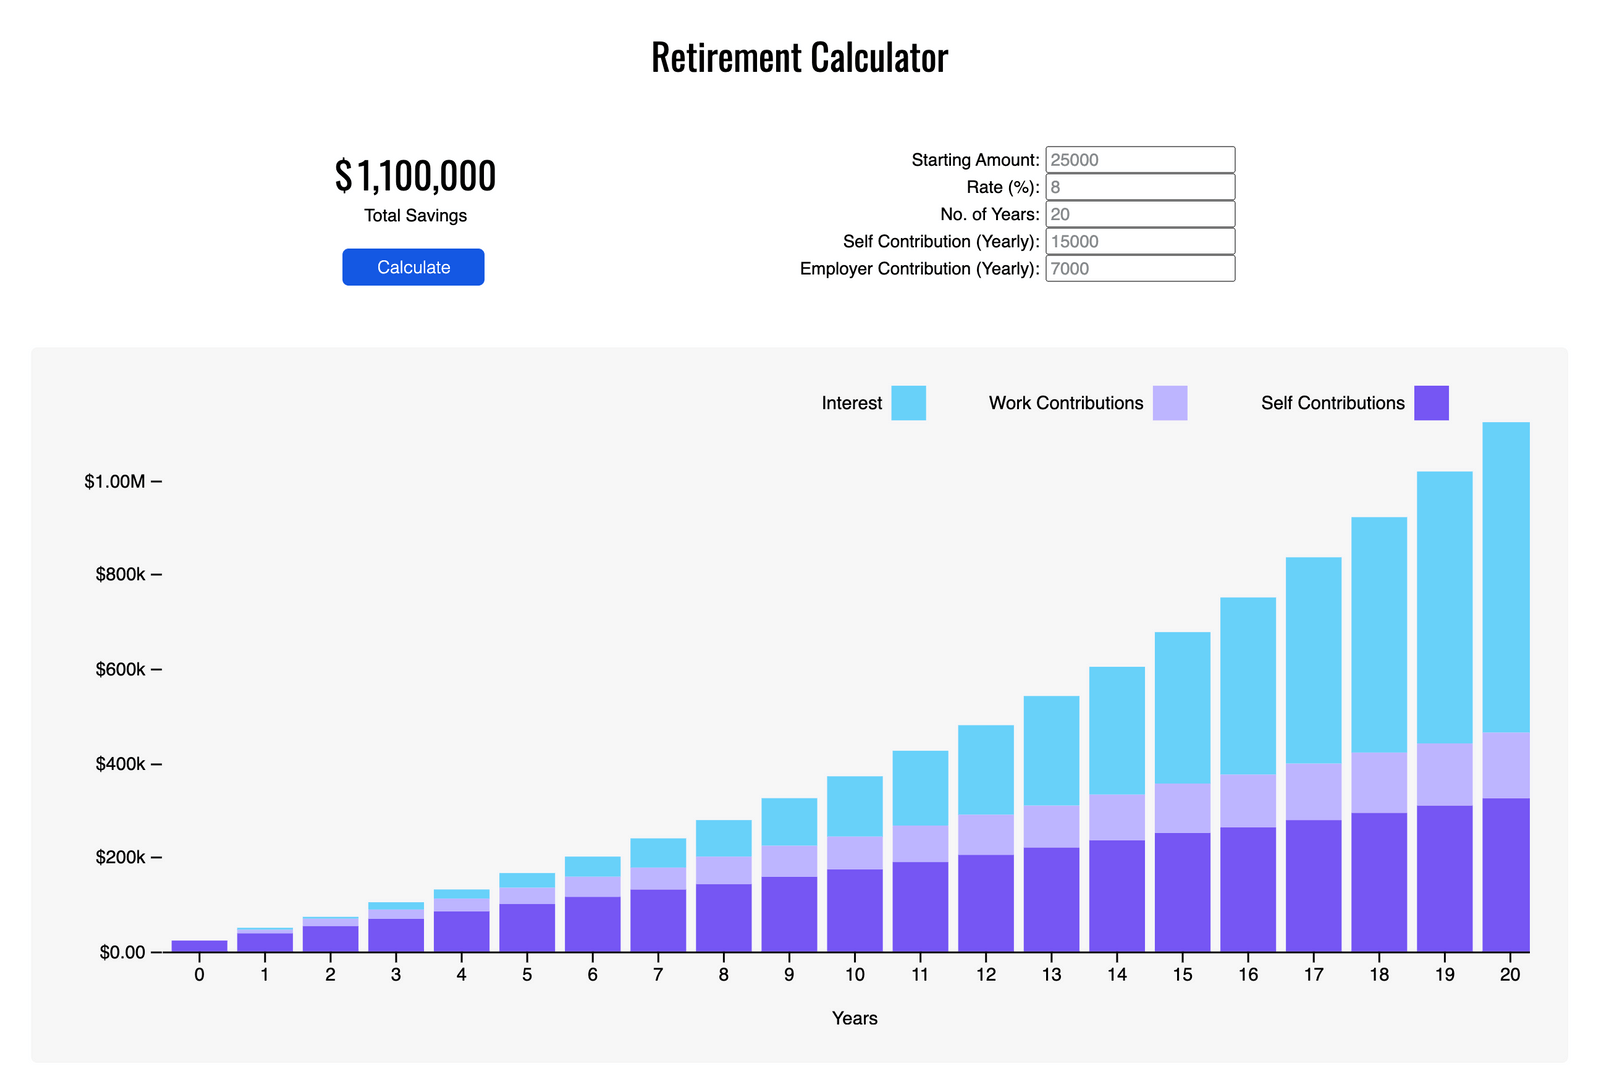 Retirement Calculator
$1,100,000
Total Savings
Calculate
Starting Amount: 25000
Rate (%): 8
No. of Years: 20
Self Contribution (Yearly): 15000
Employer Contribution (Yearly): 7000
Interest Work Contributions Self Contributions
$1.00M
$800k
$600k
$400k
$200k
$0.00
0 1 2 3 4 5 6 7 8 9 10 11 12 13 14 15 16 17 18 19 20
Years